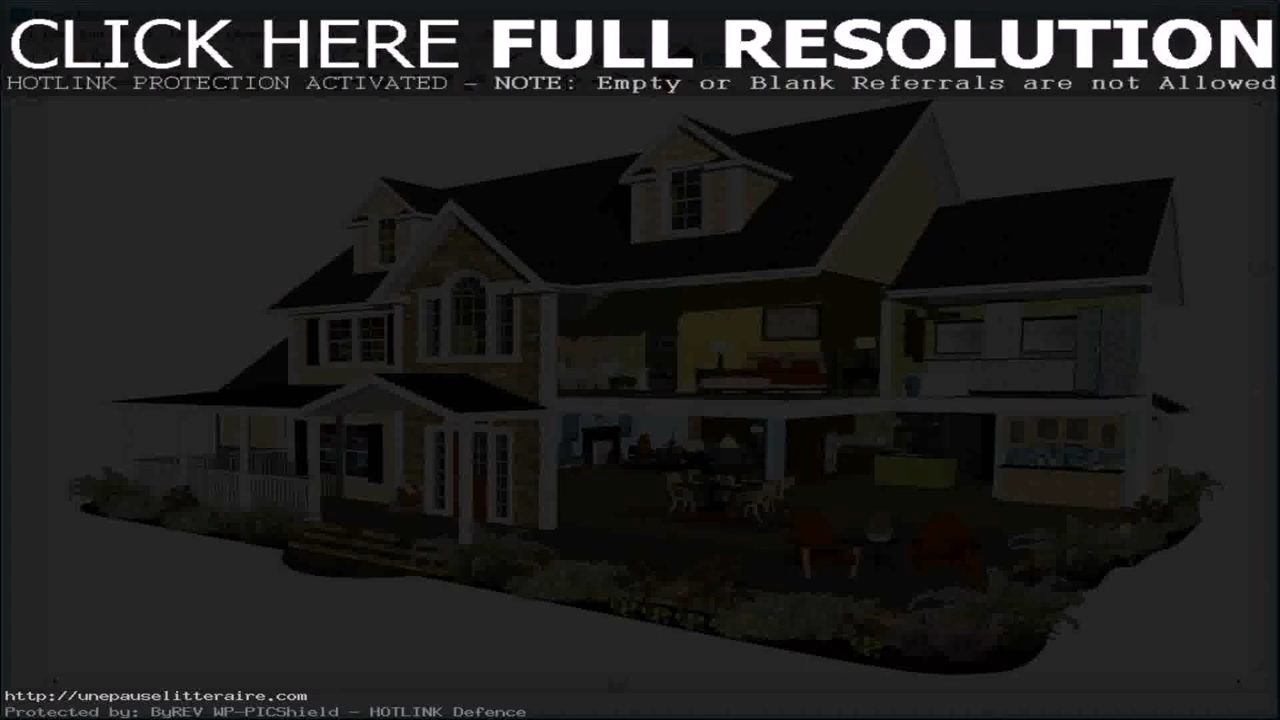 CLICK HERE FULL RESOLUTION
HOTLINK PROTECTION ACTIVATED - NOTE: Empty or Blank Referrals are not Allowed
http://unepauselitteraire.com
Protected by: ByREV WP-PICShield - HOTLINK Defence